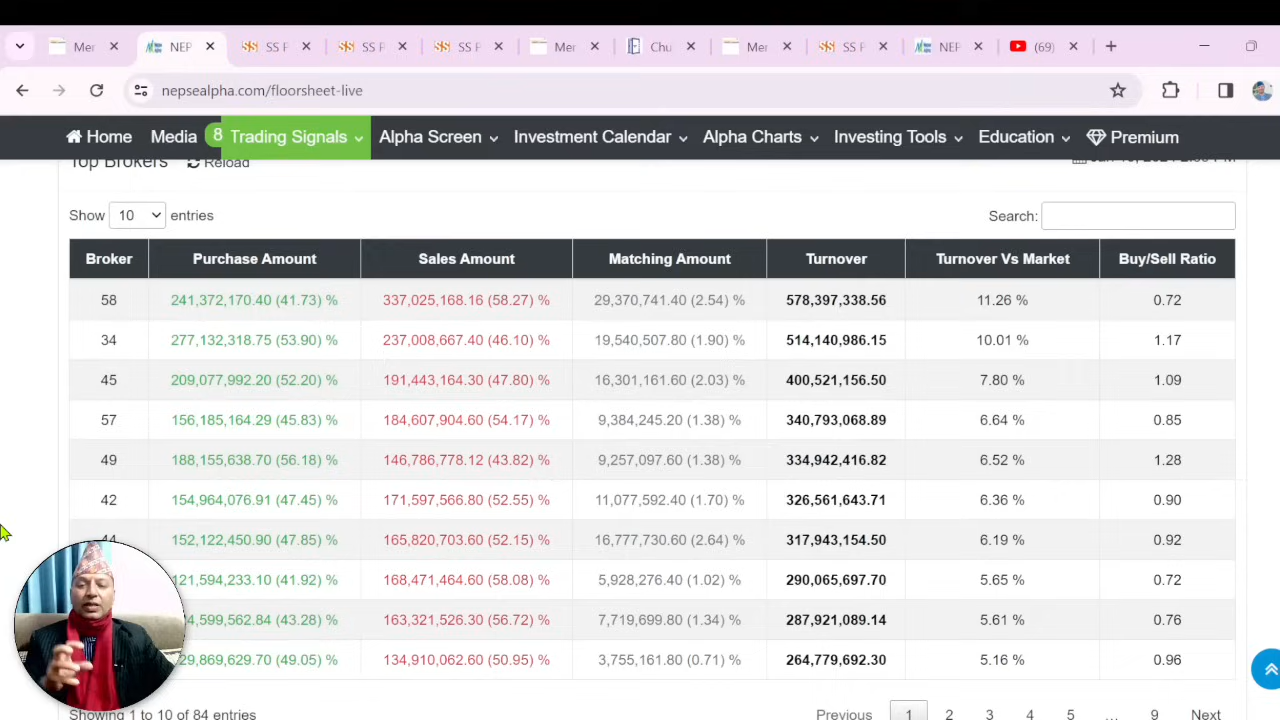 Mer
NEP
SS F
SS F
SS F
Mer
Chu
Mer
SS F
NEP
(69)
nepsealpha.com/floorsheet-live
Home Media 8 Trading Signals Alpha Screen Investment Calendar Alpha Charts Investing Tools Education Premium
Top Brokers Reload
Show 10 entries Search:
Broker Purchase Amount Sales Amount Matching Amount Turnover Turnover Vs Market Buy/Sell Ratio
58 241,372,170.40 (41.73) % 337,025,168.16 (58.27) % 29,370,741.40 (2.54) % 578,397,338.56 11.26 % 0.72
34 277,132,318.75 (53.90) % 237,008,667.40 (46.10) % 19,540,507.80 (1.90) % 514,140,986.15 10.01 % 1.17
45 209,077,992.20 (52.20) % 191,443,164.30 (47.80) % 16,301,161.60 (2.03) % 400,521,156.50 7.80 % 1.09
57 156,185,164.29 (45.83) % 184,607,904.60 (54.17) % 9,384,245.20 (1.38) % 340,793,068.89 6.64 % 0.85
49 188,155,638.70 (56.18) % 146,786,778.12 (43.82) % 9,257,097.60 (1.38) % 334,942,416.82 6.52 % 1.28
42 154,964,076.91 (47.45) % 171,597,566.80 (52.55) % 11,077,592.40 (1.70) % 326,561,643.71 6.36 % 0.90
44 152,122,450.90 (47.85) % 165,820,703.60 (52.15) % 16,777,730.60 (2.64) % 317,943,154.50 6.19 % 0.92
121,594,233.10 (41.92) % 168,471,464.60 (58.08) % 5,928,276.40 (1.02) % 290,065,697.70 5.65 % 0.72
4,599,562.84 (43.28) % 163,321,526.30 (56.72) % 7,719,699.80 (1.34) % 287,921,089.14 5.61 % 0.76
29,869,629.70 (49.05) % 134,910,062.60 (50.95) % 3,755,161.80 (0.71) % 264,779,692.30 5.16 % 0.96
Showing 1 to 10 of 84 entries Previous 1 2 3 4 5 ... 9 Next